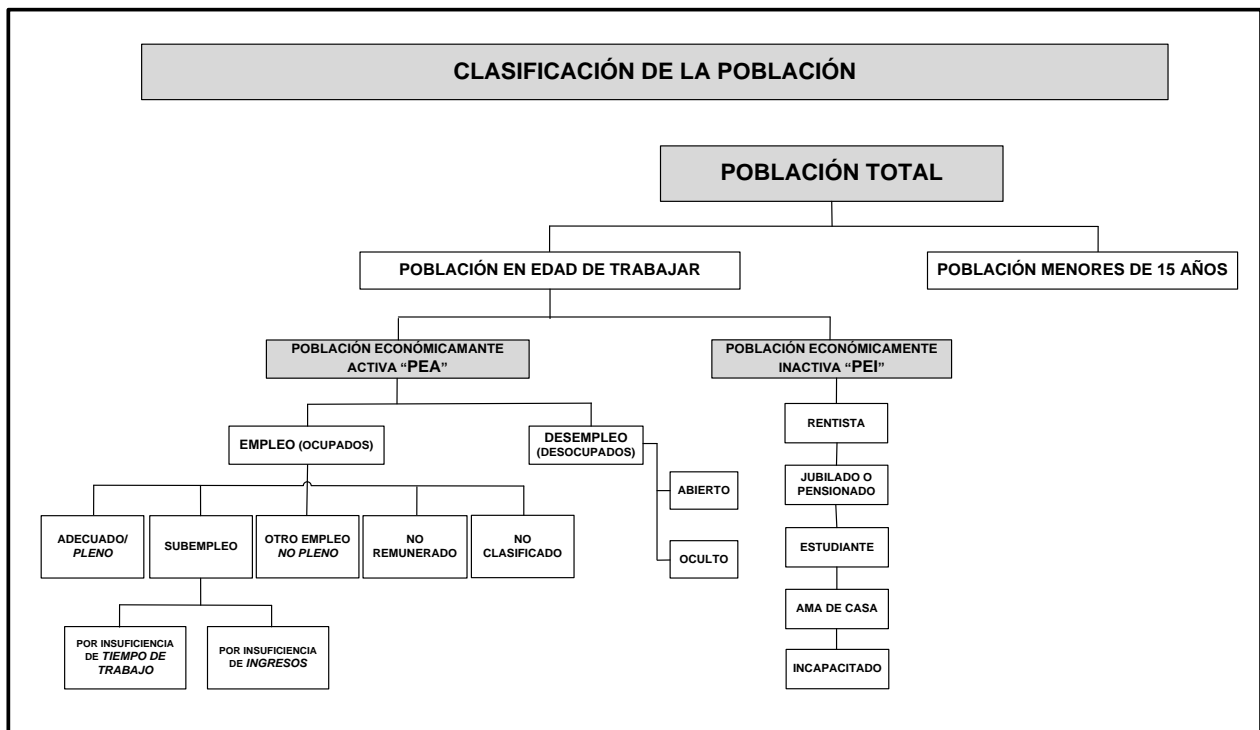 CLASIFICACIÓN DE LA POBLACIÓN
POBLACIÓN TOTAL
POBLACIÓN EN EDAD DE TRABAJAR
POBLACIÓN MENORES DE 15 AÑOS
POBLACIÓN ECONÓMICAMANTE
ACTIVA “PEA”
POBLACIÓN ECONÓMICAMENTE
INACTIVA “PEI”
EMPLEO (OCUPADOS)
DESEMPLEO
(DESOCUPADOS)
ABIERTO
OCULTO
ADECUADO/
PLENO
SUBEMPLEO
OTRO EMPLEO
NO PLENO
NO
REMUNERADO
NO
CLASIFICADO
POR INSUFICIENCIA
DE TIEMPO DE
TRABAJO
POR INSUFICIENCIA
DE INGRESOS
RENTISTA
JUBILADO O
PENSIONADO
ESTUDIANTE
AMA DE CASA
INCAPACITADO